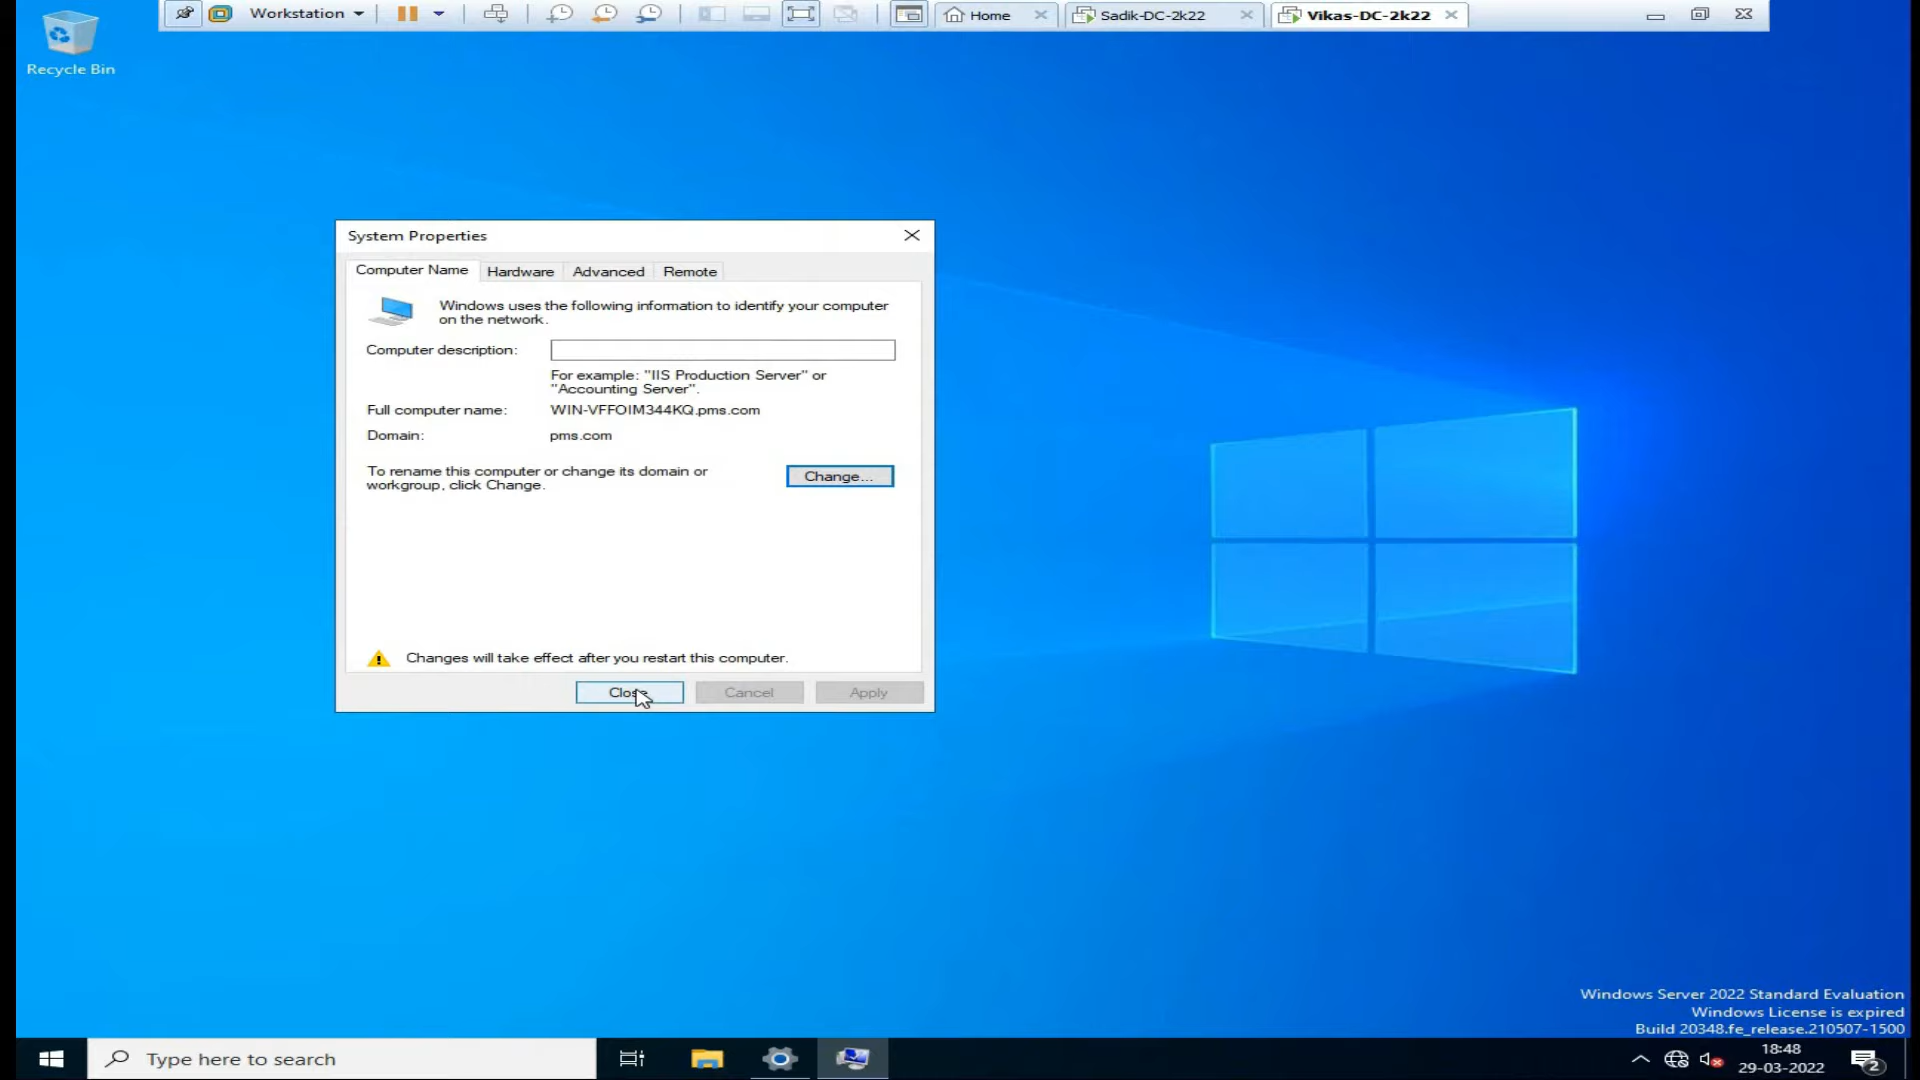 Workstation
Home
Sadik-DC-2k22
Vikas-DC-2k22
Recycle Bin
System Properties
Computer Name
Hardware
Advanced
Remote
Windows uses the following information to identify your computer
on the network.
Computer description:
For example: "IIS Production Server" or
"Accounting Server".
Full computer name:
WIN-VFFOIM344KQ.pms.com
Domain:
pms.com
To rename this computer or change its domain or
workgroup, click Change.
Change...
Changes will take effect after you restart this computer.
Close
Cancel
Apply
Windows Server 2022 Standard Evaluation
Windows License is expired
Build 20348.fe_release.210507-1500
Type here to search
18:48
29-03-2022
2